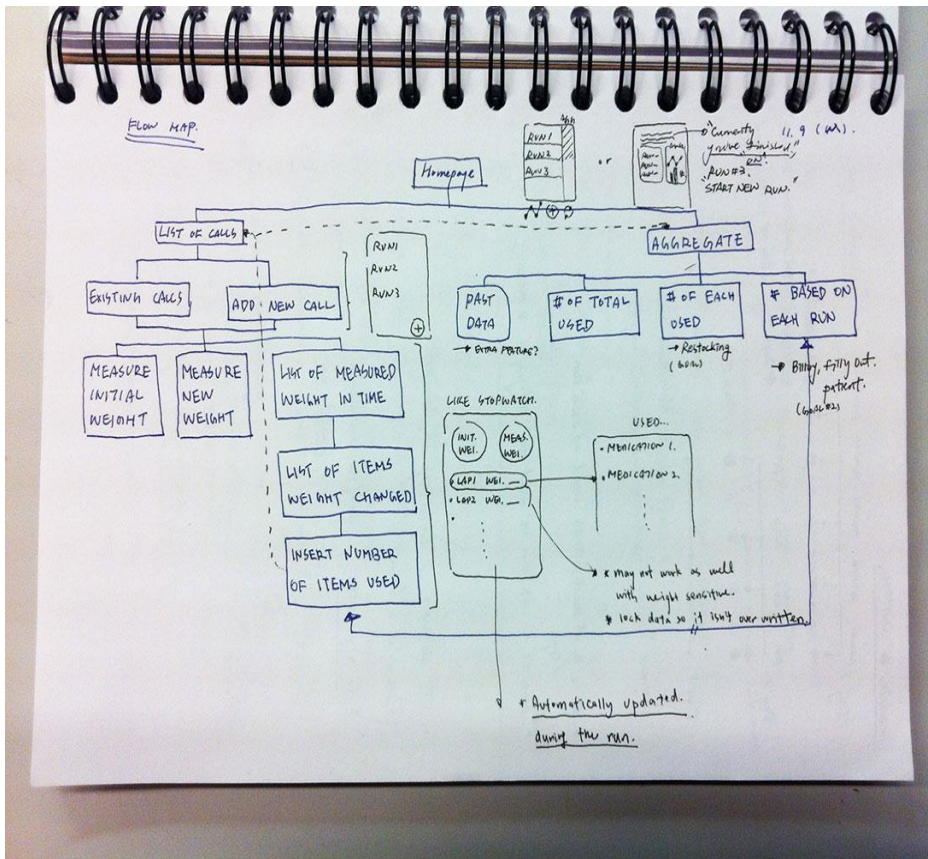 FLOW MAP.
11. 9 (W).
Homepage
RUN1
RUN2
RUN3
or
"Currently
you've finished"
RUN #3.
"START NEW RUN."
LIST OF CALLS
AGGREGATE
EXISTING CALLS
ADD NEW CALL
RUN1
RUN2
RUN3
PAST
DATA
→ EXTRA FEATURE?
# OF TOTAL
USED
# OF EACH
USED
→ Restocking
# BASED ON
EACH RUN
patient.
(GOAL #2)
MEASURE
INITIAL
WEIGHT
MEASURE
NEW
WEIGHT
LIST OF MEASURED
WEIGHT IN TIME
LIST OF ITEMS
WEIGHT CHANGED
INSERT NUMBER
OF ITEMS USED
LIKE STOPWATCH.
INIT.
WEI.
MEAS.
WEI.
• LAP1 WEI. __
• LAP2 WEI. __
USED...
• MEDICATION 1.
• MEDICATION 2.
* may not work as well
with weight sensitive.
* lock data so it isn't over written.
* Automatically updated.
during the run.